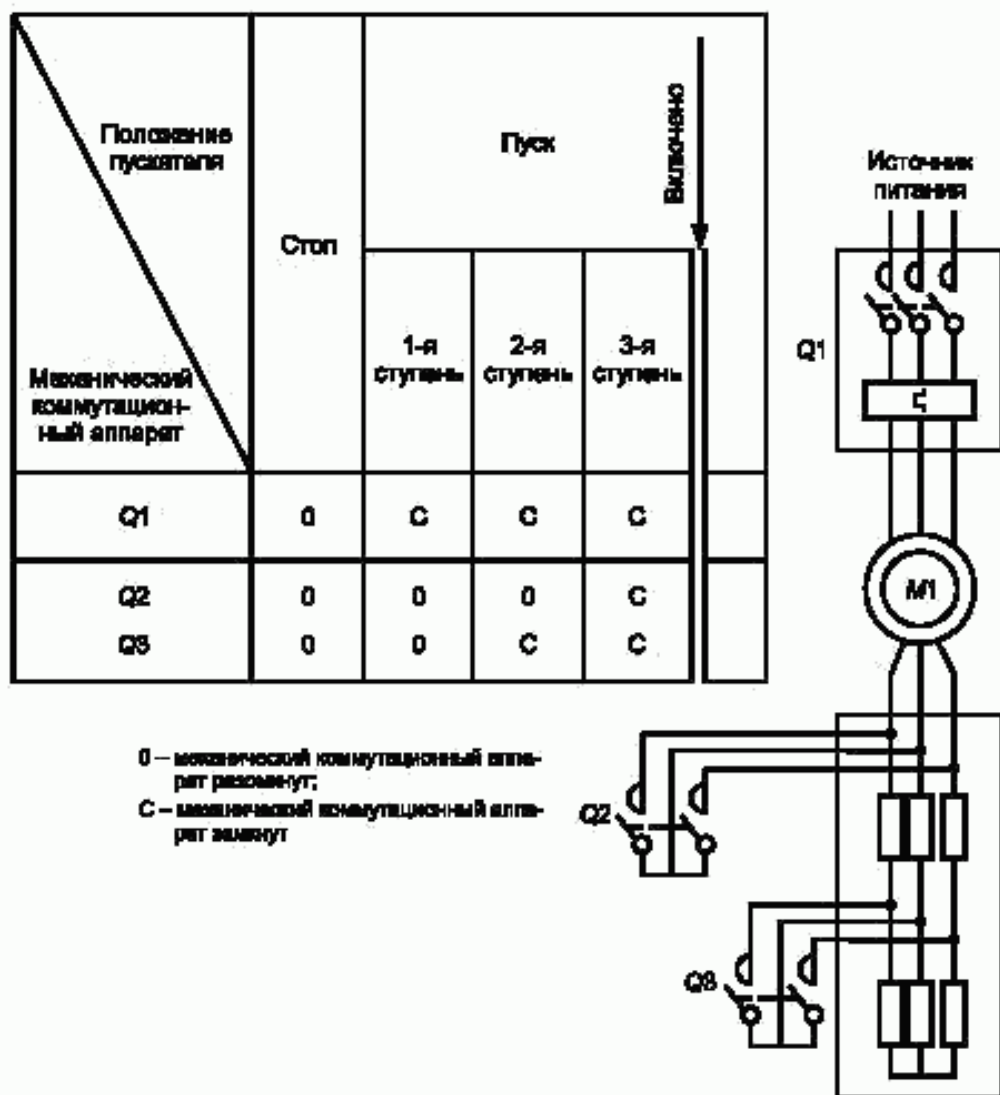 Положение
пускателя
Механический
коммутацион-
ный аппарат
Стоп
Пуск
Включено
1-я
ступень
2-я
ступень
3-я
ступень
Q1 0 С С С
Q2 0 0 0 С
Q3 0 0 С С
0 – механический коммутационный аппа-
рат разомкнут;
С – механический коммутационный аппа-
рат замкнут
Источник
питания
Q1
М1
Q2
Q3